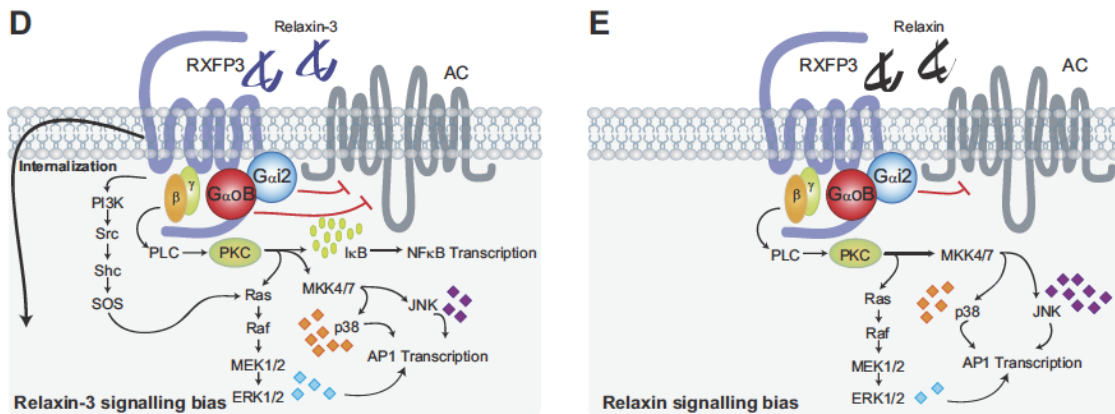 D
Relaxin-3
RXFP3
AC
Internalization
β
γ
GαoB
Gαi2
PI3K
Src
Shc
SOS
PLC
PKC
IκB
NFκB Transcription
Ras
MKK4/7
JNK
Raf
p38
MEK1/2
AP1 Transcription
ERK1/2
Relaxin-3 signalling bias
E
Relaxin
RXFP3
AC
β
γ
GαoB
Gαi2
PLC
PKC
MKK4/7
Ras
p38
JNK
Raf
MEK1/2
AP1 Transcription
ERK1/2
Relaxin signalling bias